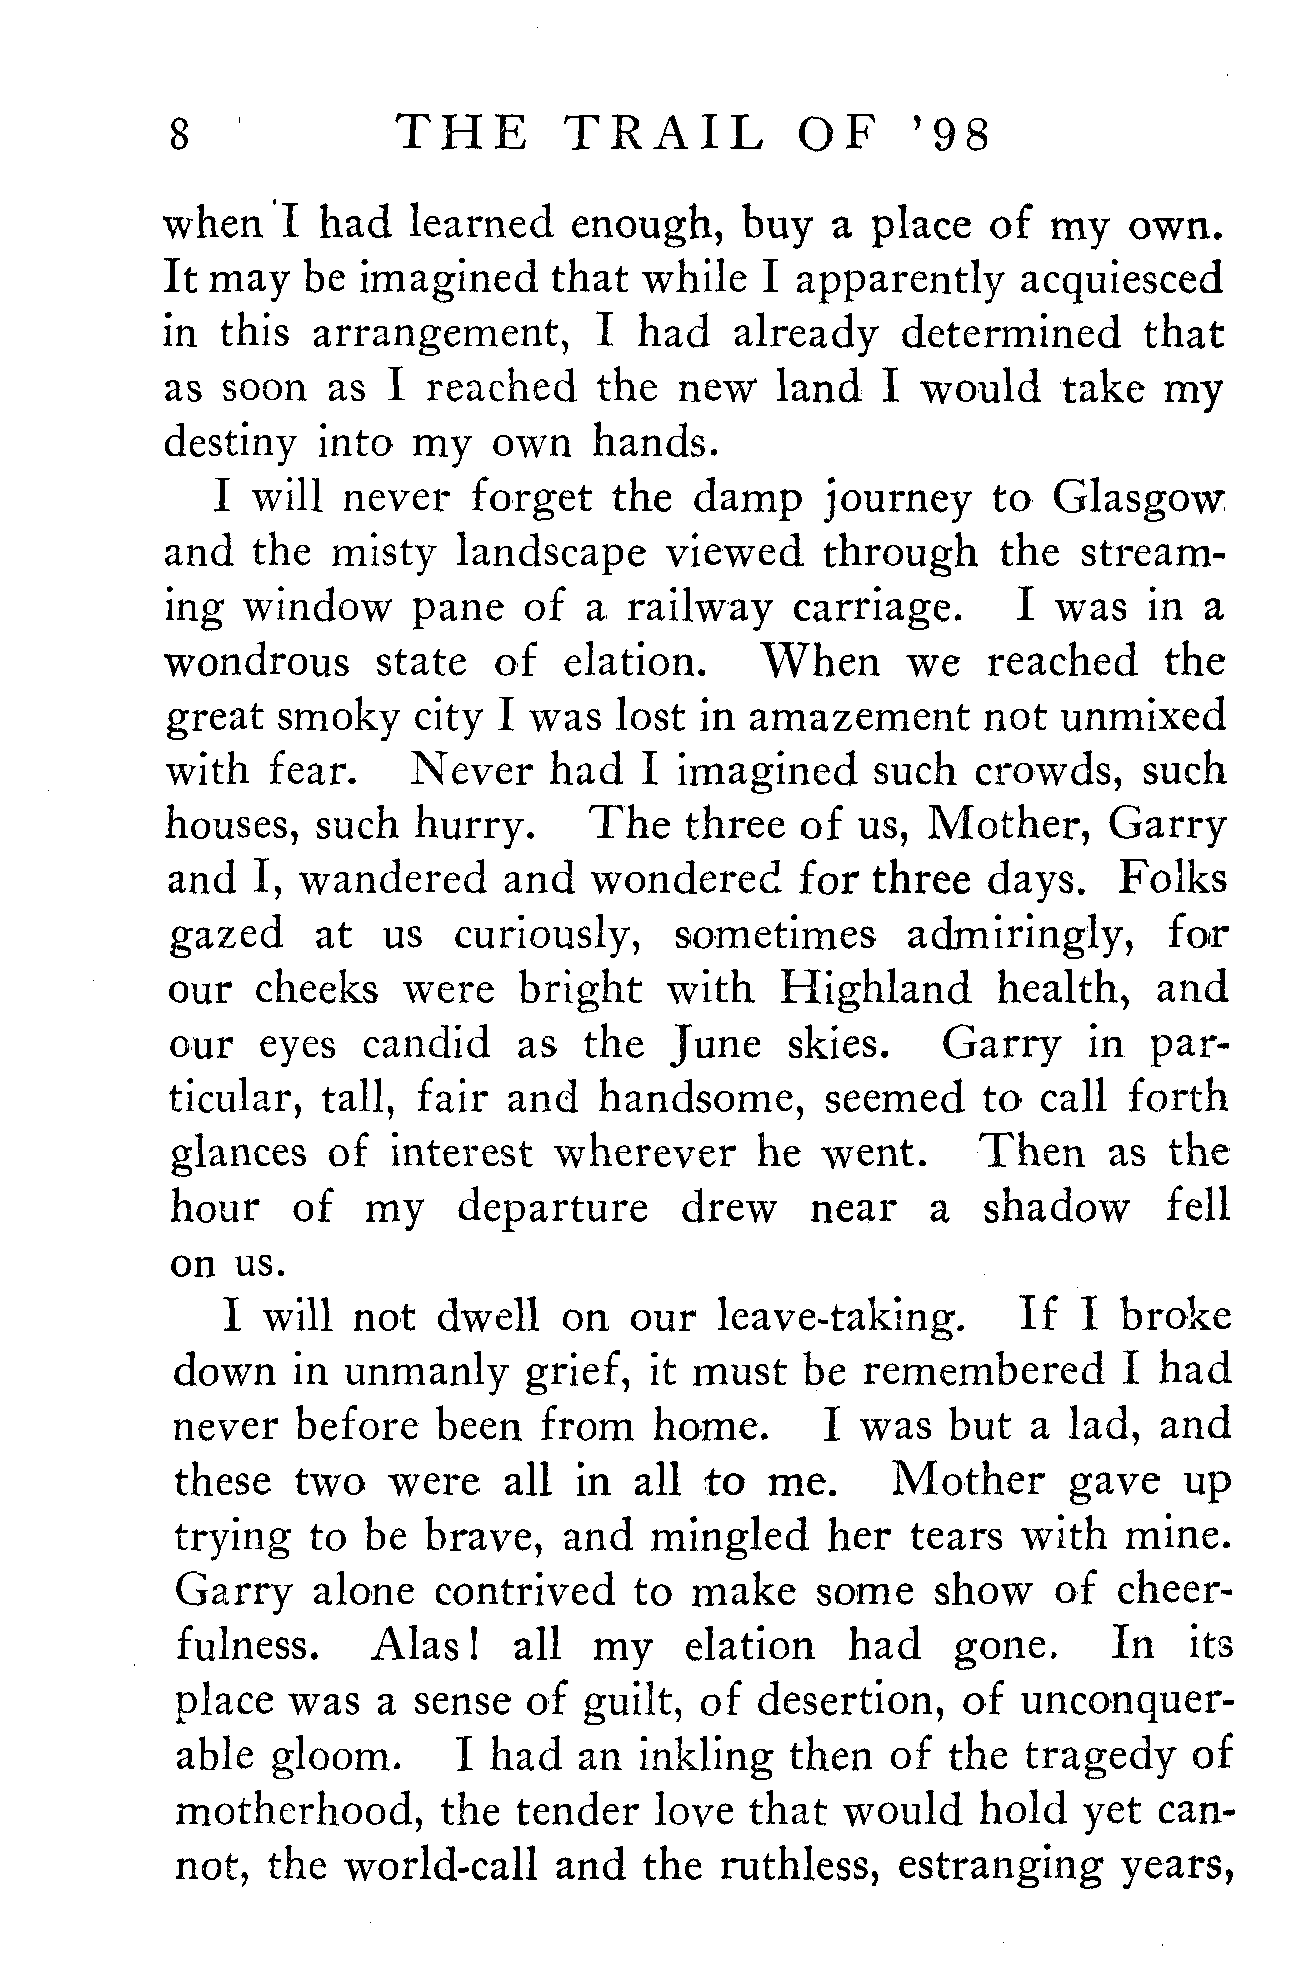 8 THE TRAIL OF '98
when I had learned enough, buy a place of my own.
It may be imagined that while I apparently acquiesced
in this arrangement, I had already determined that
as soon as I reached the new land I would take my
destiny into my own hands.
I will never forget the damp journey to Glasgow
and the misty landscape viewed through the stream-
ing window pane of a railway carriage. I was in a
wondrous state of elation. When we reached the
great smoky city I was lost in amazement not unmixed
with fear. Never had I imagined such crowds, such
houses, such hurry. The three of us, Mother, Garry
and I, wandered and wondered for three days. Folks
gazed at us curiously, sometimes admiringly, for
our cheeks were bright with Highland health, and
our eyes candid as the June skies. Garry in par-
ticular, tall, fair and handsome, seemed to call forth
glances of interest wherever he went. Then as the
hour of my departure drew near a shadow fell
on us.
I will not dwell on our leave-taking. If I broke
down in unmanly grief, it must be remembered I had
never before been from home. I was but a lad, and
these two were all in all to me. Mother gave up
trying to be brave, and mingled her tears with mine.
Garry alone contrived to make some show of cheer-
fulness. Alas! all my elation had gone. In its
place was a sense of guilt, of desertion, of unconquer-
able gloom. I had an inkling then of the tragedy of
motherhood, the tender love that would hold yet can-
not, the world-call and the ruthless, estranging years,